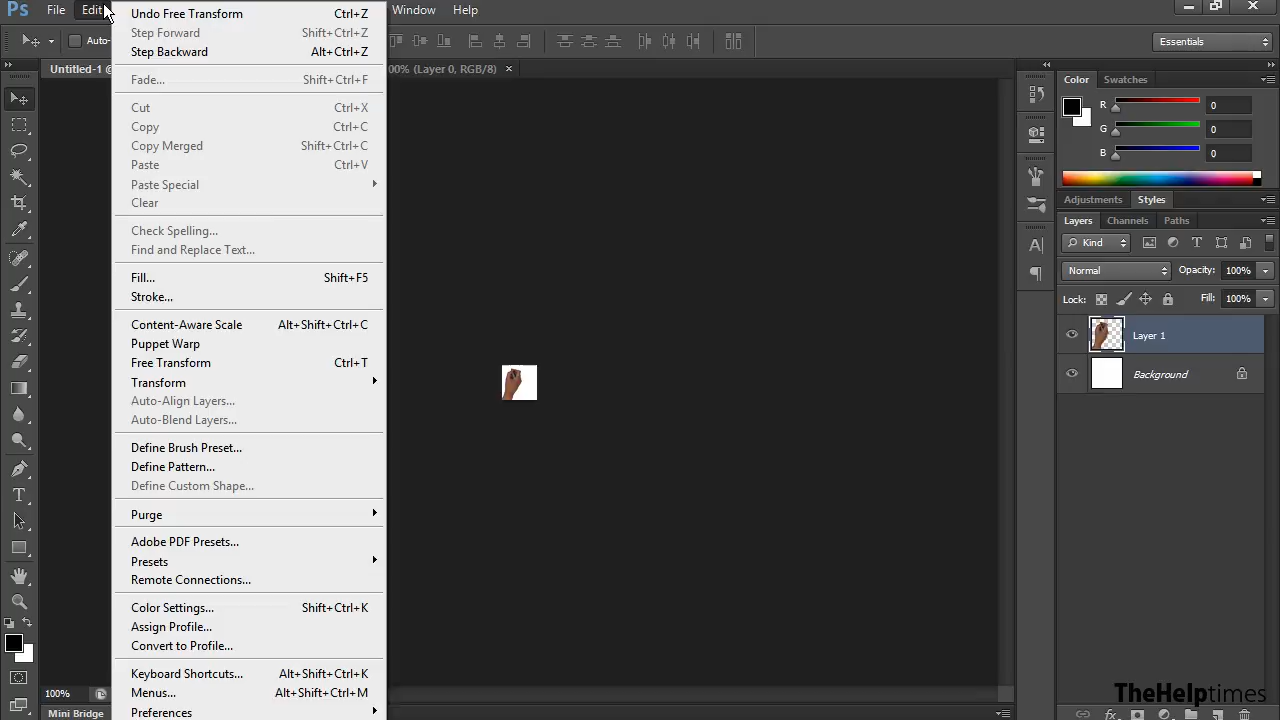 Ps File Edit Window Help
Undo Free Transform Ctrl+Z
Step Forward Shift+Ctrl+Z
Step Backward Alt+Ctrl+Z
Fade... Shift+Ctrl+F
Cut Ctrl+X
Copy Ctrl+C
Copy Merged Shift+Ctrl+C
Paste Ctrl+V
Paste Special
Clear
Check Spelling...
Find and Replace Text...
Fill... Shift+F5
Stroke...
Content-Aware Scale Alt+Shift+Ctrl+C
Puppet Warp
Free Transform Ctrl+T
Transform
Auto-Align Layers...
Auto-Blend Layers...
Define Brush Preset...
Define Pattern...
Define Custom Shape...
Purge
Adobe PDF Presets...
Presets
Remote Connections...
Color Settings... Shift+Ctrl+K
Assign Profile...
Convert to Profile...
Keyboard Shortcuts... Alt+Shift+Ctrl+K
Menus... Alt+Shift+Ctrl+M
Preferences
Auto-
Essentials
Untitled-1 @
00% (Layer 0, RGB/8) ×
Color Swatches
R 0
G 0
B 0
Adjustments Styles
Layers Channels Paths
Kind
Normal Opacity: 100%
Lock: Fill: 100%
Layer 1
Background
100%
Mini Bridge
TheHelptimes